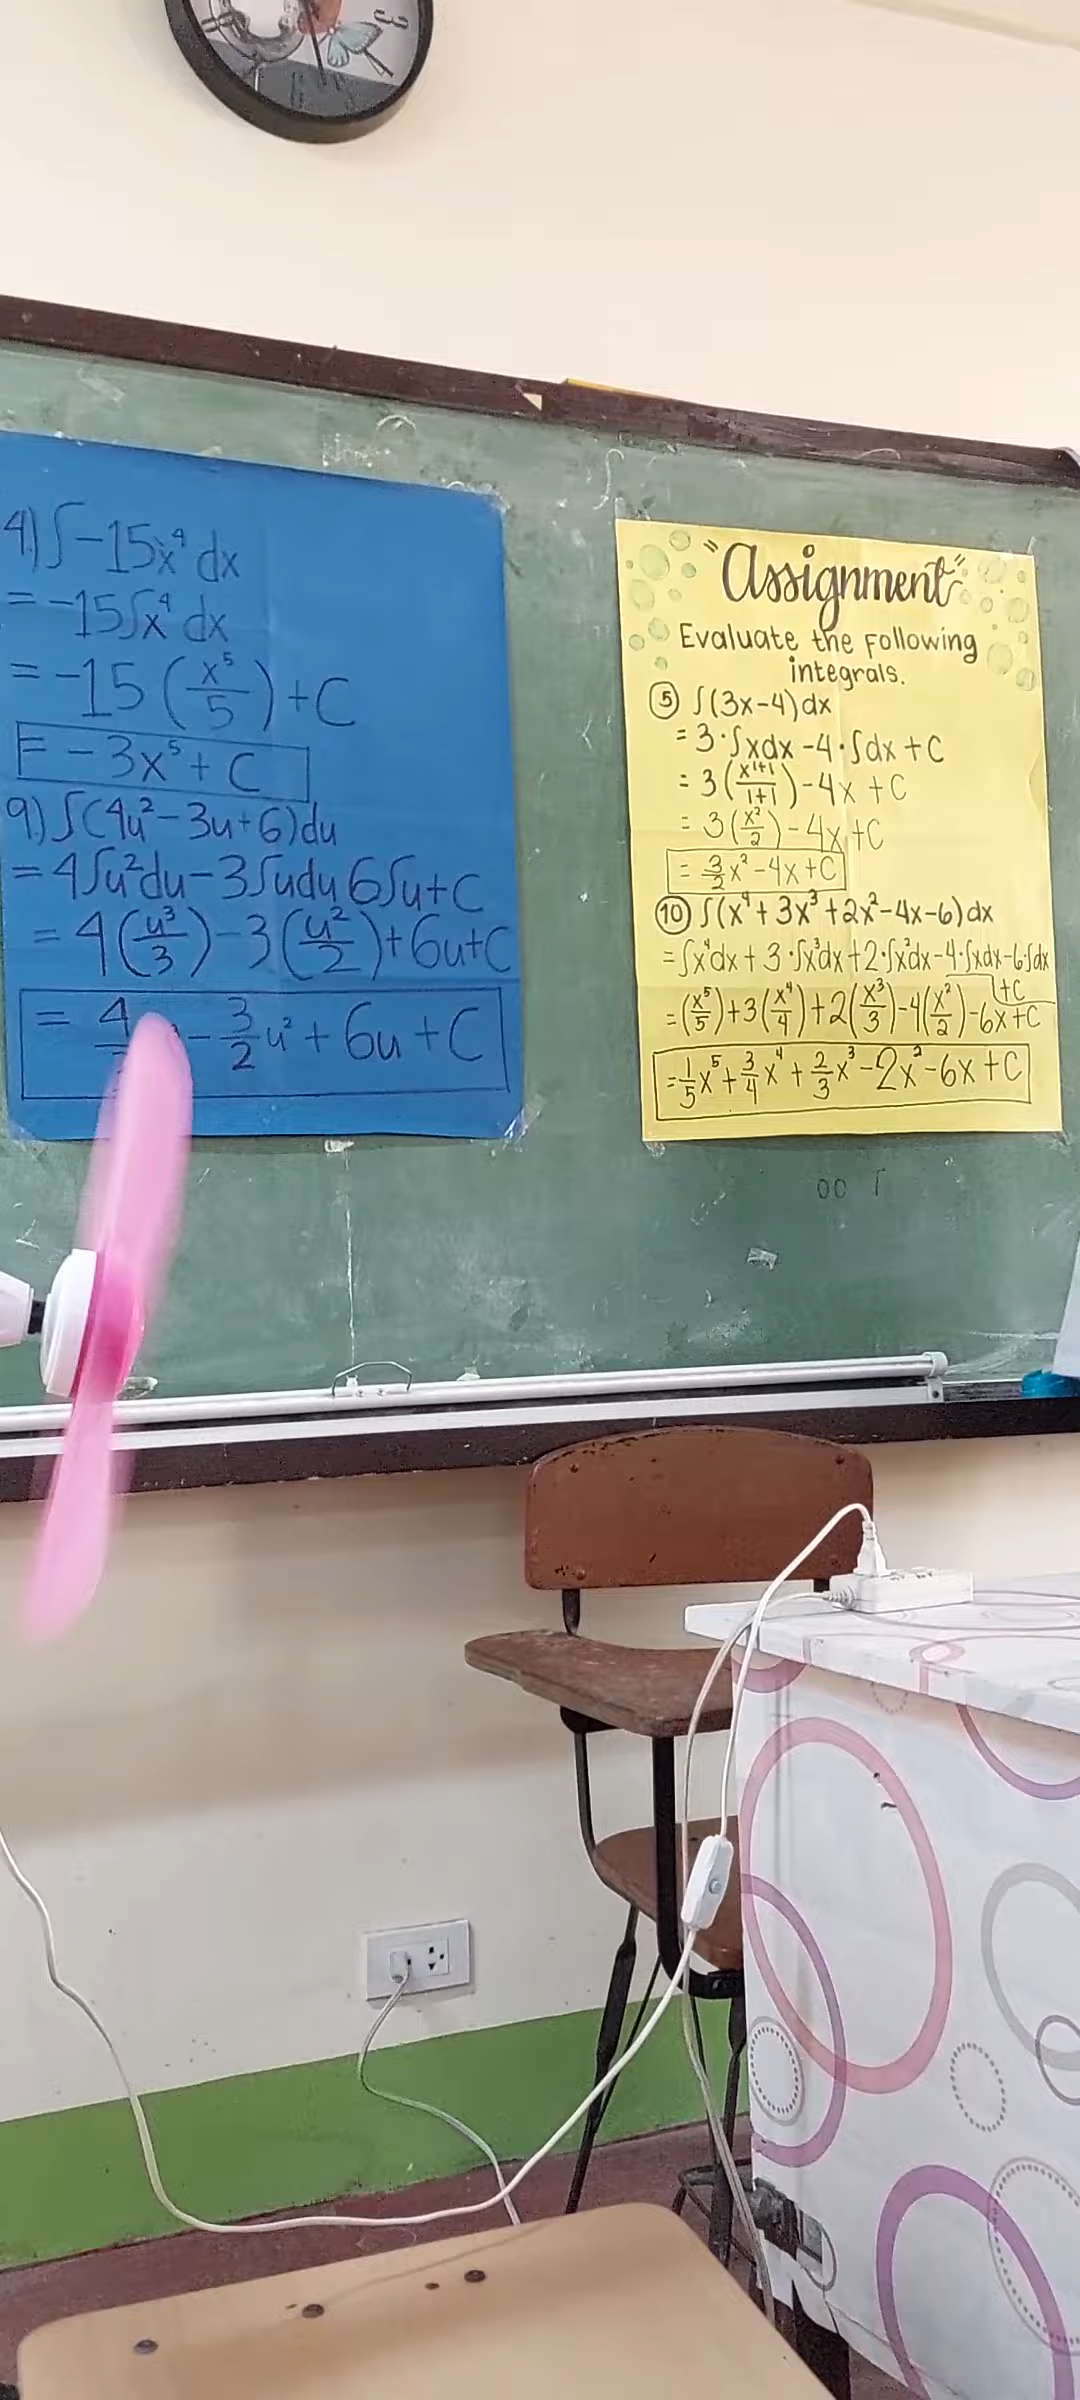 4) ∫-15x⁴ dx
= -15∫x⁴ dx
= -15 (x⁵/5) + C
= -3x⁵ + C
9.) ∫(4u² - 3u + 6) du
= 4∫u²du - 3∫udu 6∫u + C
= 4(u³/3) - 3(u²/2) + 6u + C
= 4 - 3/2 u² + 6u + C
"Assignment"
Evaluate the following
integrals.
5 ∫(3x-4)dx
= 3·∫xdx - 4·∫dx + C
= 3(x¹⁺¹/1+1) - 4x + C
= 3(x²/2) - 4x + C
= 3/2 x² - 4x + C
10 ∫(x⁴ + 3x³ + 2x² - 4x - 6)dx
= ∫x⁴dx + 3·∫x³dx + 2·∫x²dx - 4·∫xdx - 6·∫dx
+C
= (x⁵/5) + 3(x⁴/4) + 2(x³/3) - 4(x²/2) - 6x + C
= 1/5 x⁵ + 3/4 x⁴ + 2/3 x³ - 2x² - 6x + C